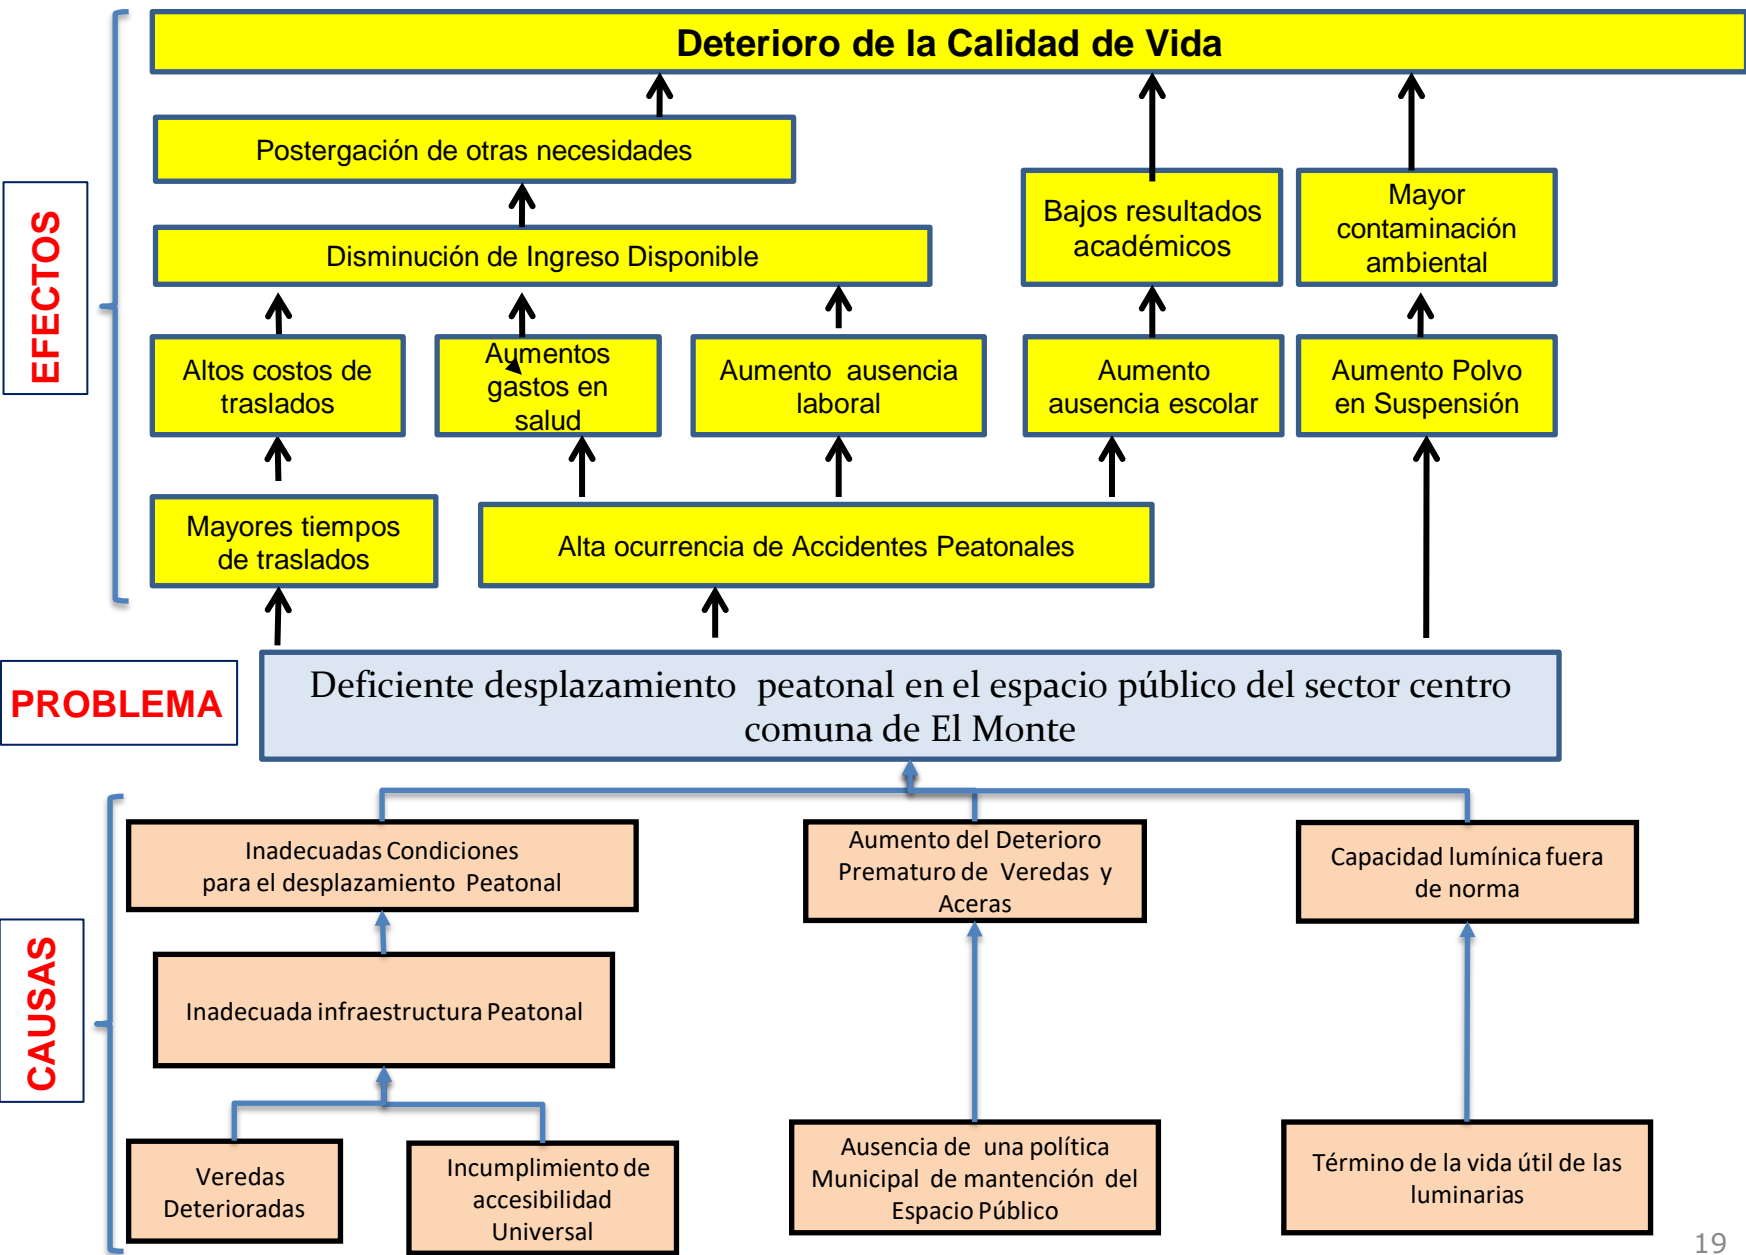 Deterioro de la Calidad de Vida
Postergación de otras necesidades
Disminución de Ingreso Disponible
Bajos resultados
académicos
Mayor
contaminación
ambiental
EFECTOS
Altos costos de
traslados
Aumentos
gastos en
salud
Aumento ausencia
laboral
Aumento
ausencia escolar
Aumento Polvo
en Suspensión
Mayores tiempos
de traslados
Alta ocurrencia de Accidentes Peatonales
PROBLEMA
Deficiente desplazamiento peatonal en el espacio público del sector centro
comuna de El Monte
Inadecuadas Condiciones
para el desplazamiento Peatonal
Aumento del Deterioro
Prematuro de Veredas y
Aceras
Capacidad lumínica fuera
de norma
CAUSAS
Inadecuada infraestructura Peatonal
Veredas
Deterioradas
Incumplimiento de
accesibilidad
Universal
Ausencia de una política
Municipal de mantención del
Espacio Público
Término de la vida útil de las
luminarias
19